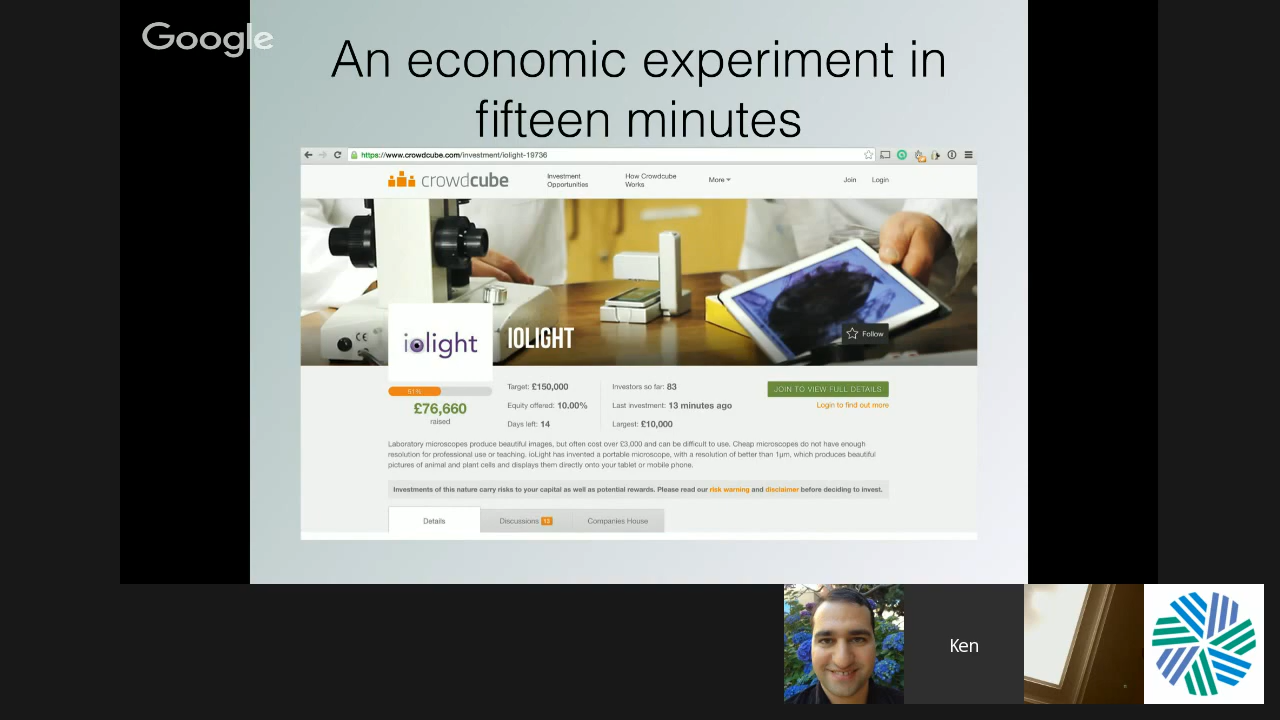 Google
An economic experiment in
fifteen minutes
https://www.crowdcube.com/investment/iolight-19736
crowdcube
Investment
Opportunities
How Crowdcube
Works
More
Join
Login
iolight
IOLIGHT
Follow
51%
£76,660
raised
Target: £150,000
Equity offered: 10.00%
Days left: 14
Investors so far: 83
Last investment: 13 minutes ago
Largest: £10,000
JOIN TO VIEW FULL DETAILS
Login to find out more
Laboratory microscopes produce beautiful images, but often cost over £3,000 and can be difficult to use. Cheap microscopes do not have enough
resolution for professional use or teaching. ioLight has invented a portable microscope, with a resolution of better than 1µm, which produces beautiful
pictures of animal and plant cells and displays them directly onto your tablet or mobile phone.
Investments of this nature carry risks to your capital as well as potential rewards. Please read our risk warning and disclaimer before deciding to invest.
Details
Discussions
Companies House
Ken